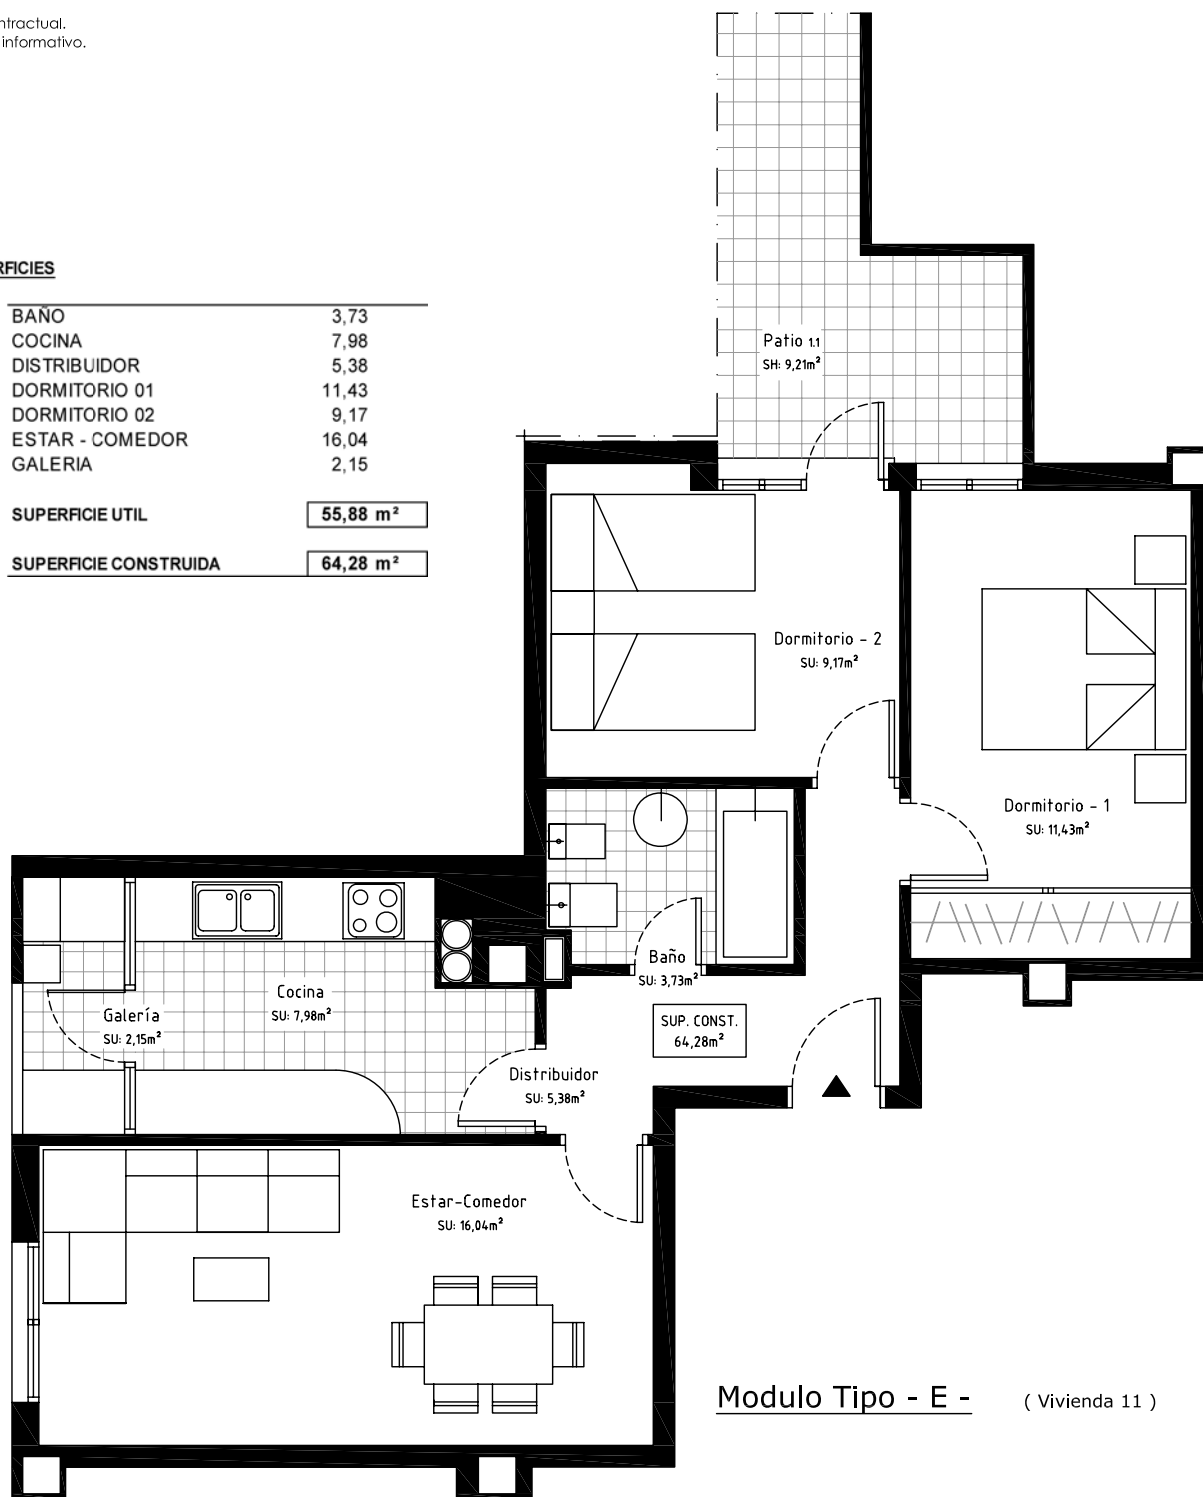 informativo.
BAÑO 3,73
COCINA 7,98
DISTRIBUIDOR 5,38
DORMITORIO 01 11,43
DORMITORIO 02 9,17
ESTAR - COMEDOR 16,04
GALERIA 2,15
SUPERFICIE UTIL 55,88 m²
SUPERFICIE CONSTRUIDA 64,28 m²
Patio 1.1
SH: 9,21m²
Dormitorio - 2
SU: 9,17m²
Dormitorio - 1
SU: 11,43m²
Baño
SU: 3,73m²
Cocina
SU: 7,98m²
Galería
SU: 2,15m²
SUP. CONST.
64,28m²
Distribuidor
SU: 5,38m²
Estar-Comedor
SU: 16,04m²
Modulo Tipo - E - ( Vivienda 11 )